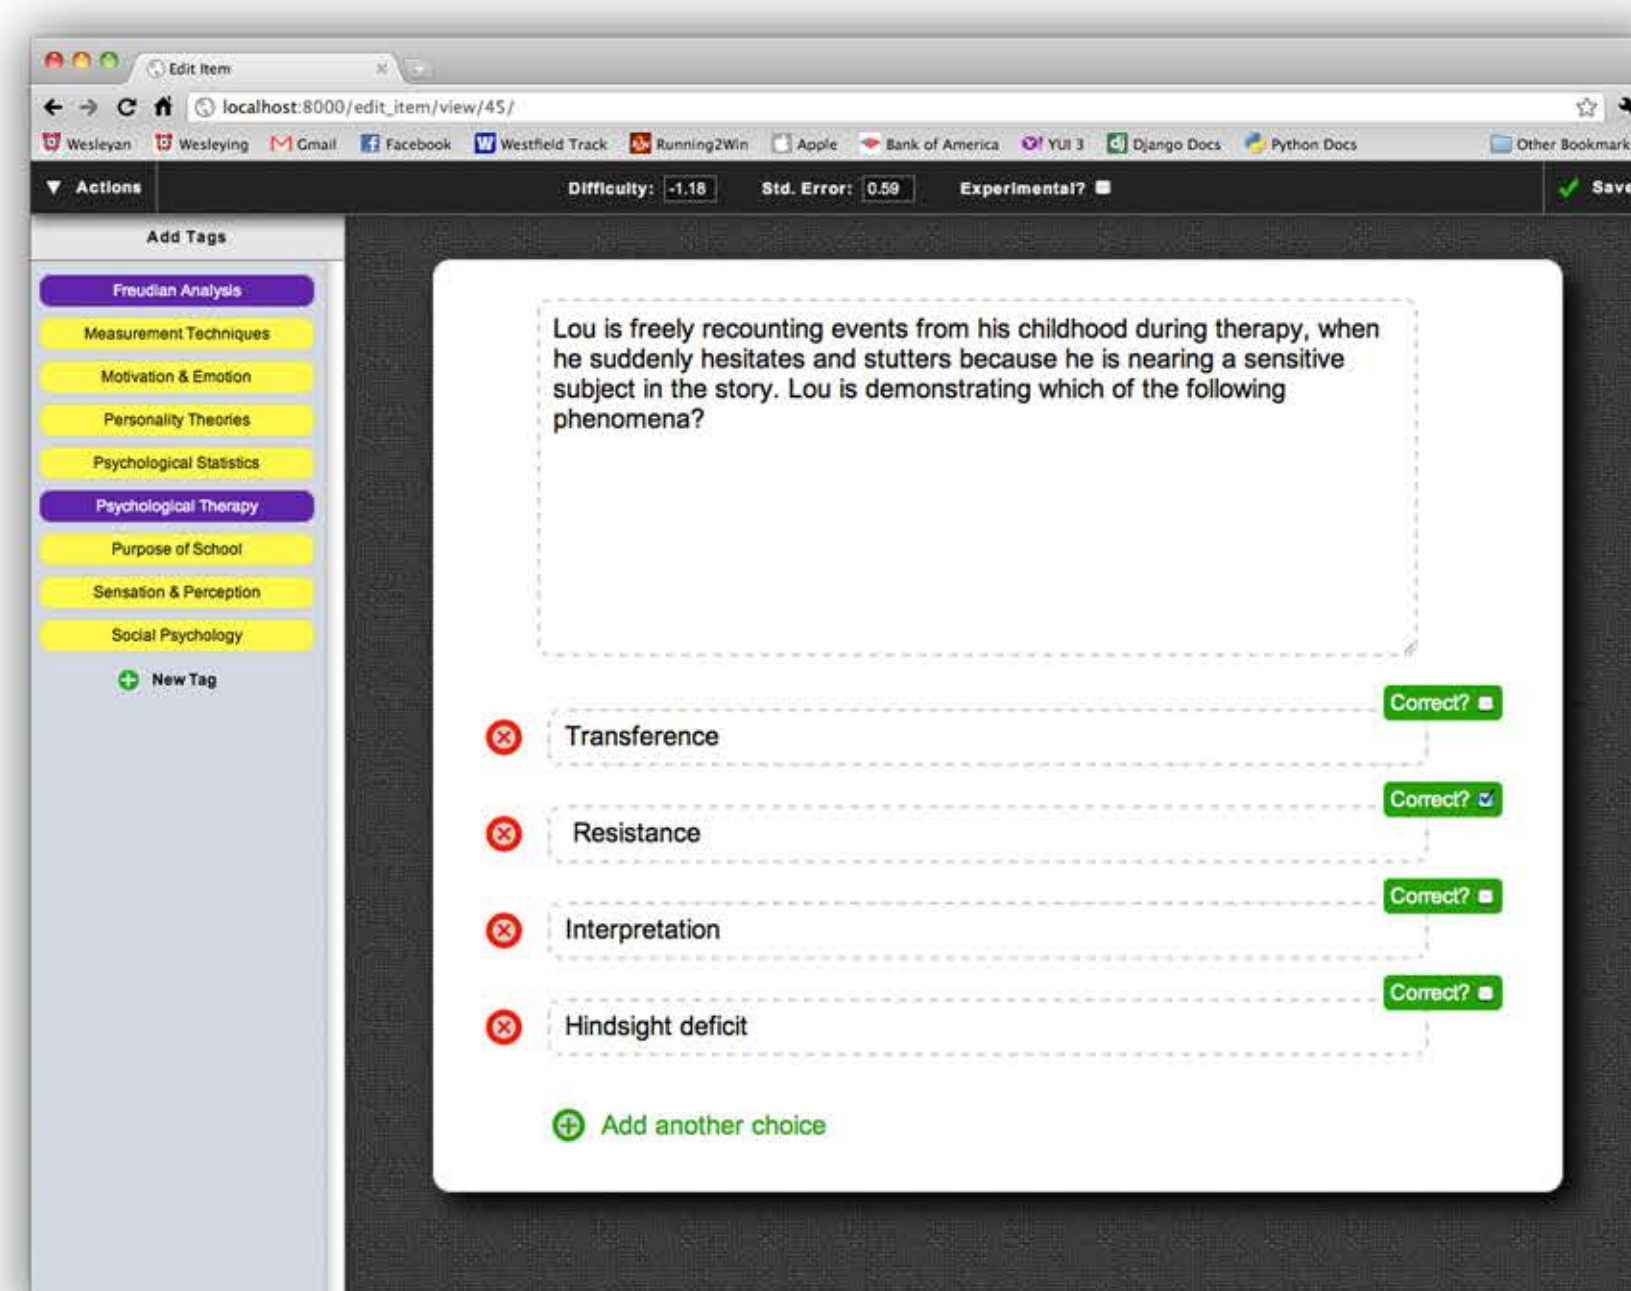 Edit Item
localhost:8000/edit_item/view/45/
Wesleyan Wesleying Gmail Facebook Westfield Track Running2Win Apple Bank of America YUI 3 Django Docs Python Docs Other Bookmark
Actions Difficulty: -1.18 Std. Error: 0.59 Experimental? Save
Add Tags
Freudian Analysis
Measurement Techniques
Motivation & Emotion
Personality Theories
Psychological Statistics
Psychological Therapy
Purpose of School
Sensation & Perception
Social Psychology
New Tag
Lou is freely recounting events from his childhood during therapy, when
he suddenly hesitates and stutters because he is nearing a sensitive
subject in the story. Lou is demonstrating which of the following
phenomena?
Correct?
Transference
Correct?
Resistance
Correct?
Interpretation
Correct?
Hindsight deficit
Add another choice